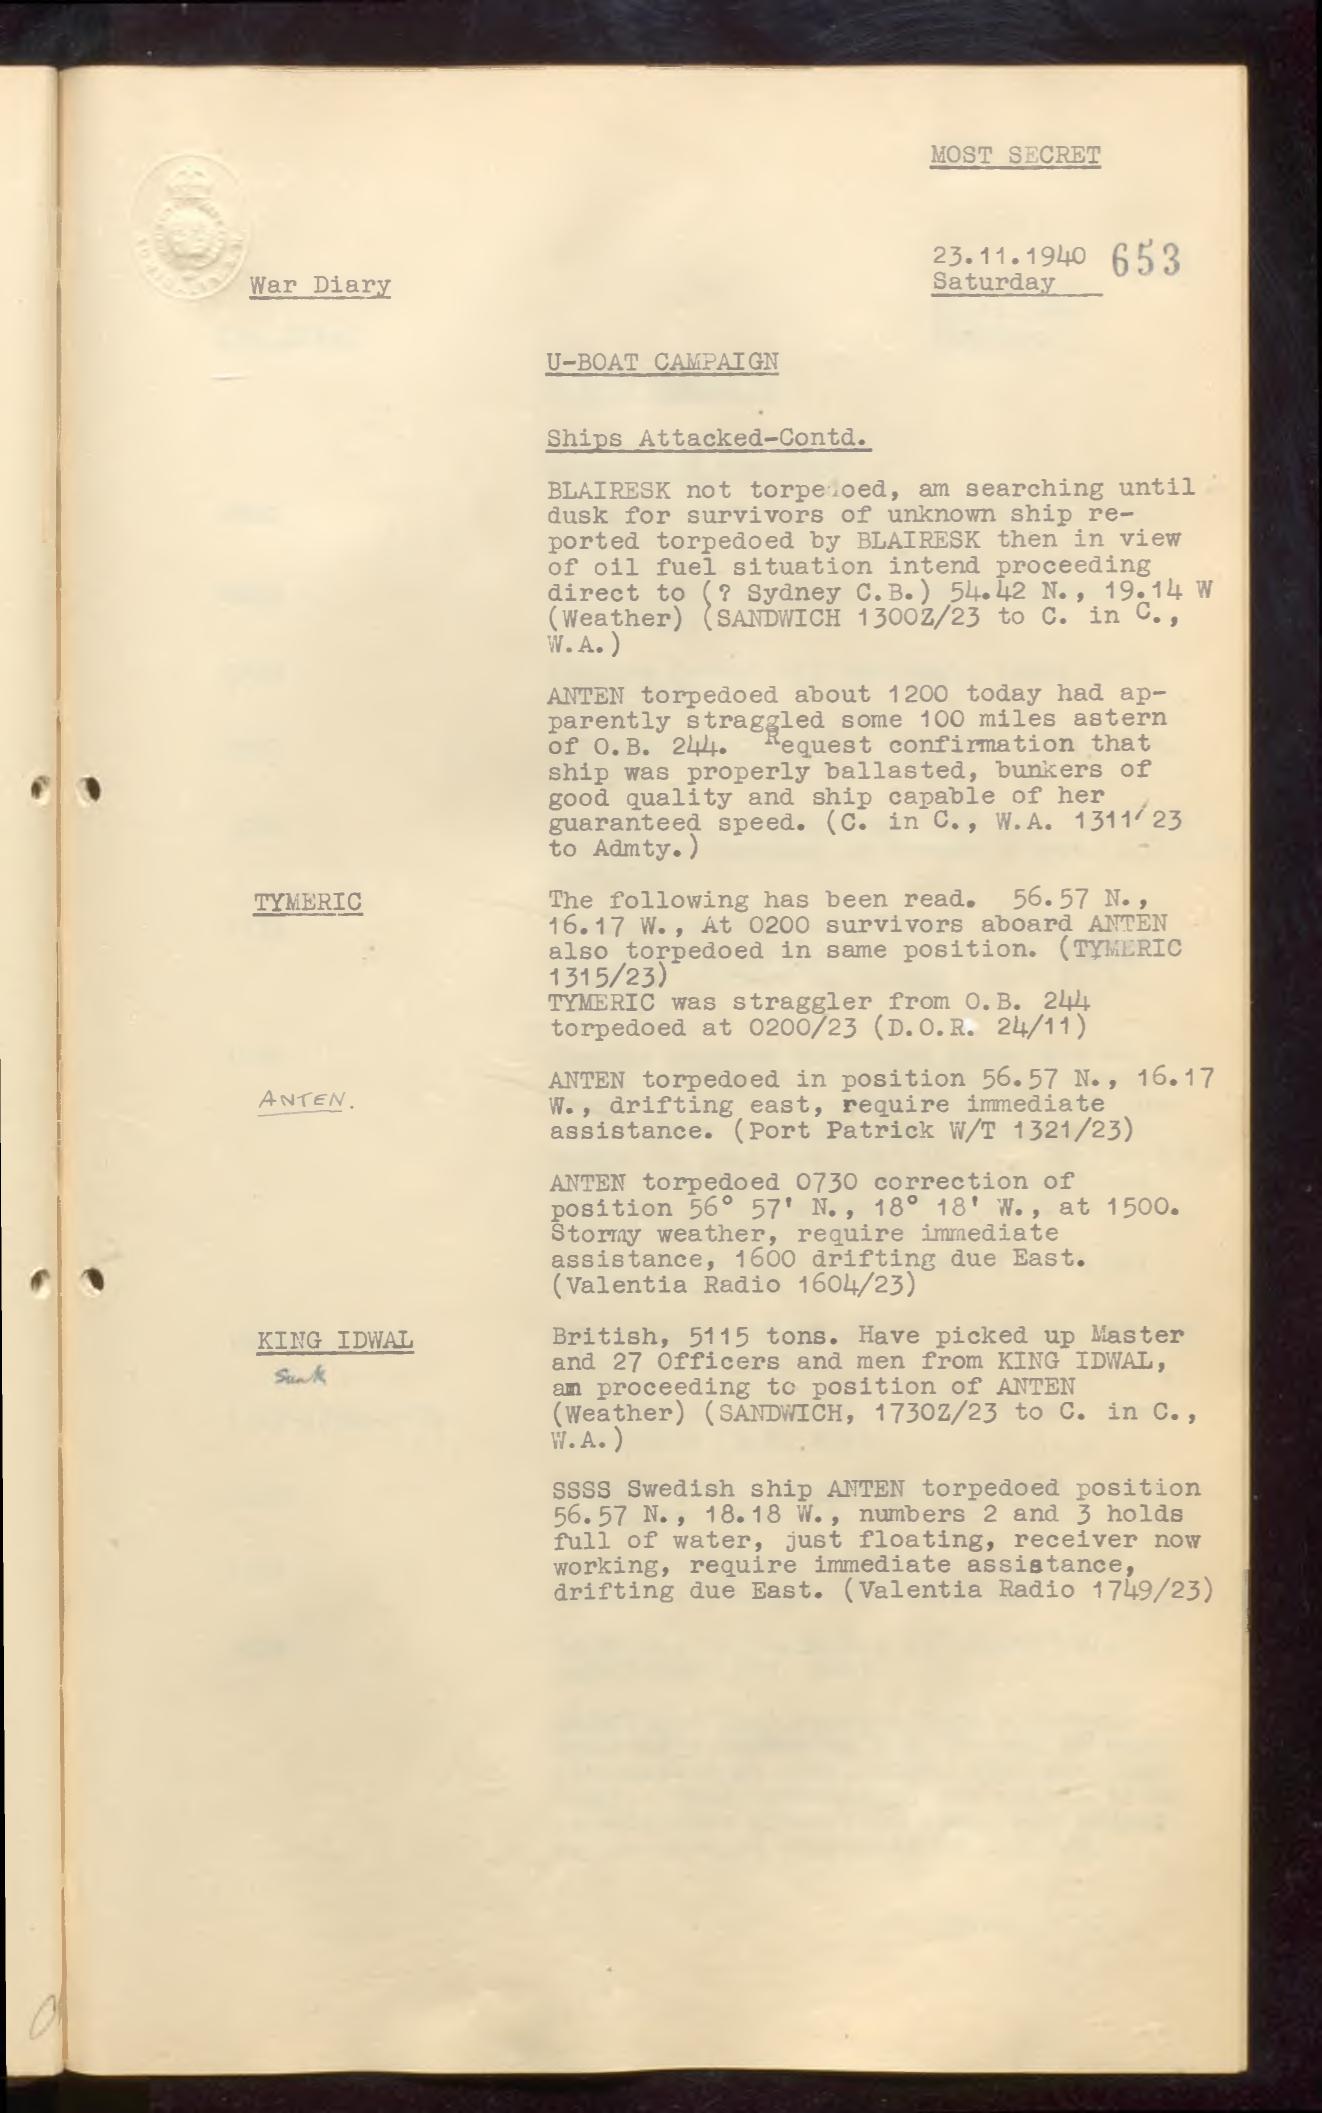 MOST SECRET
23.11.1940 653
War Diary
Saturday
U-BOAT CAMPAIGN
Ships Attacked-Contd.
BLAIRESK not torpedoed, am searching until
dusk for survivors of unknown ship re-
ported torpedoed by BLAIRESK then in view
of oil fuel situation intend proceeding
direct to (? Sydney C.B.) 54.42 N., 19.14 W
(Weather) (SANDWICH 1300Z/23 to C. in C.,
W.A.)
ANTEN torpedoed about 1200 today had ap-
parently straggled some 100 miles astern
of O.B. 244. Request confirmation that
ship was properly ballasted, bunkers of
good quality and ship capable of her
guaranteed speed. (C. in C., W.A. 1311/23
to Admty.)
TYMERIC
The following has been read. 56.57 N.,
16.17 W., At 0200 survivors aboard ANTEN
also torpedoed in same position. (TYMERIC
1315/23)
TYMERIC was straggler from O.B. 244
torpedoed at 0200/23 (D.O.R. 24/11)
ANTEN.
ANTEN torpedoed in position 56.57 N., 16.17
W., drifting east, require immediate
assistance. (Port Patrick W/T 1321/23)
ANTEN torpedoed 0730 correction of
position 56° 57' N., 18° 18' W., at 1500.
Stormy weather, require immediate
assistance, 1600 drifting due East.
(Valentia Radio 1604/23)
KING IDWAL
Sunk
British, 5115 tons. Have picked up Master
and 27 Officers and men from KING IDWAL,
am proceeding to position of ANTEN
(Weather) (SANDWICH, 1730Z/23 to C. in C.,
W.A.)
SSSS Swedish ship ANTEN torpedoed position
56.57 N., 18.18 W., numbers 2 and 3 holds
full of water, just floating, receiver now
working, require immediate assistance,
drifting due East. (Valentia Radio 1749/23)